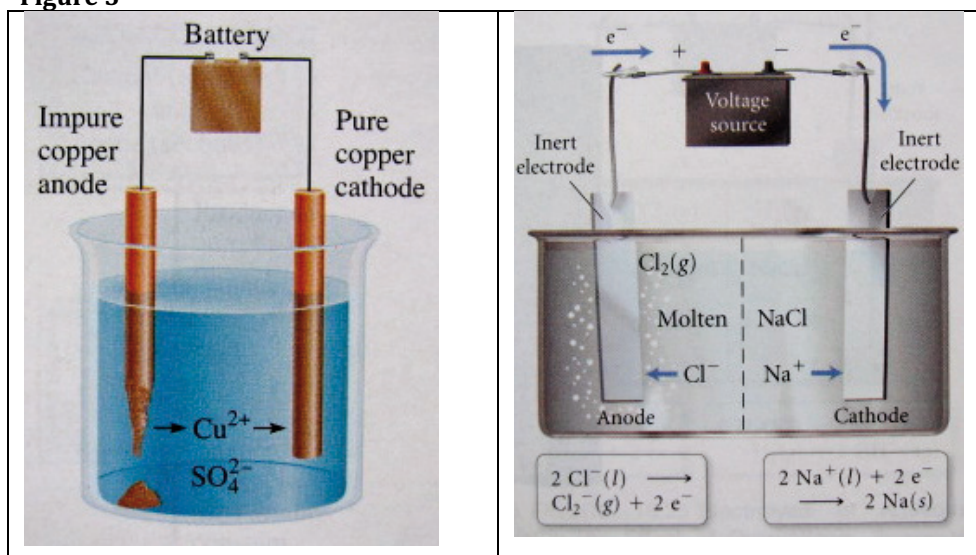 Figure 3
Battery
Impure
copper
anode
Pure
copper
cathode
Cu²⁺
SO₄²⁻
e⁻
+
−
e⁻
Voltage
source
Inert
electrode
Inert
electrode
Cl₂(g)
Molten
NaCl
Cl⁻
Na⁺
Anode
Cathode
2 Cl⁻(l) ⟶
Cl₂⁻(g) + 2 e⁻
2 Na⁺(l) + 2 e⁻
⟶ 2 Na(s)